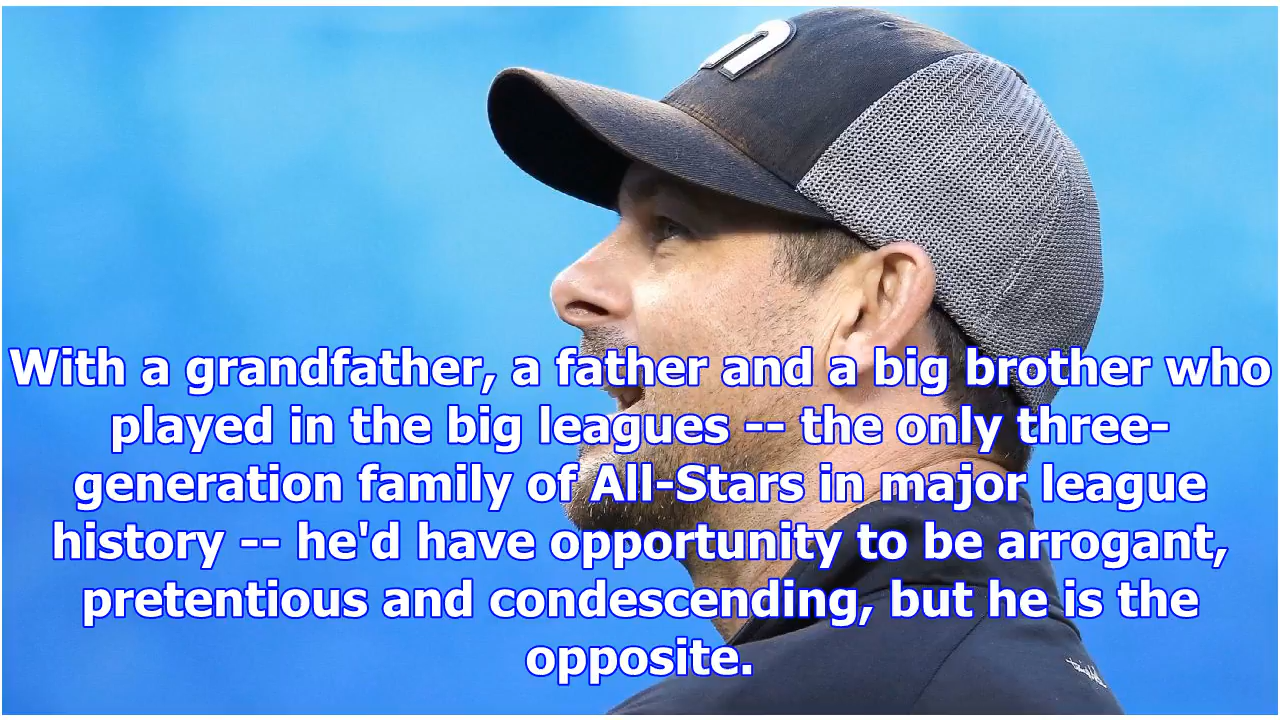 n
With a grandfather, a father and a big brother who
played in the big leagues -- the only three-
generation family of All-Stars in major league
history -- he'd have opportunity to be arrogant,
pretentious and condescending, but he is the
opposite.